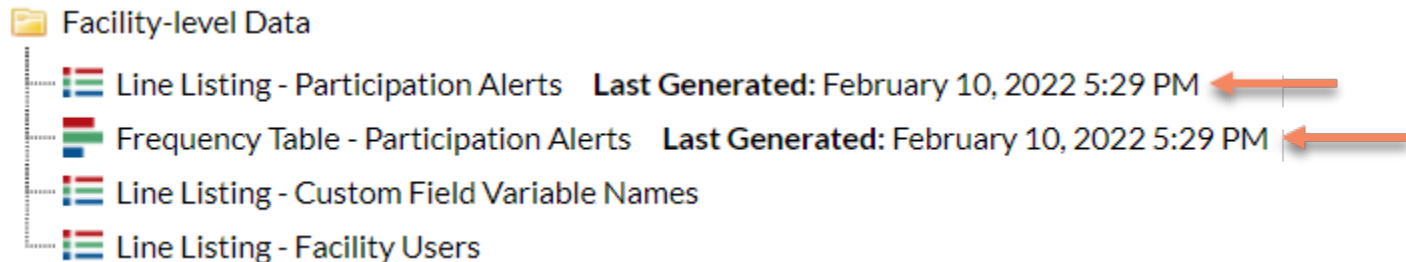 Facility-level Data
Line Listing - Participation Alerts Last Generated: February 10, 2022 5:29 PM
Frequency Table - Participation Alerts Last Generated: February 10, 2022 5:29 PM
Line Listing - Custom Field Variable Names
Line Listing - Facility Users